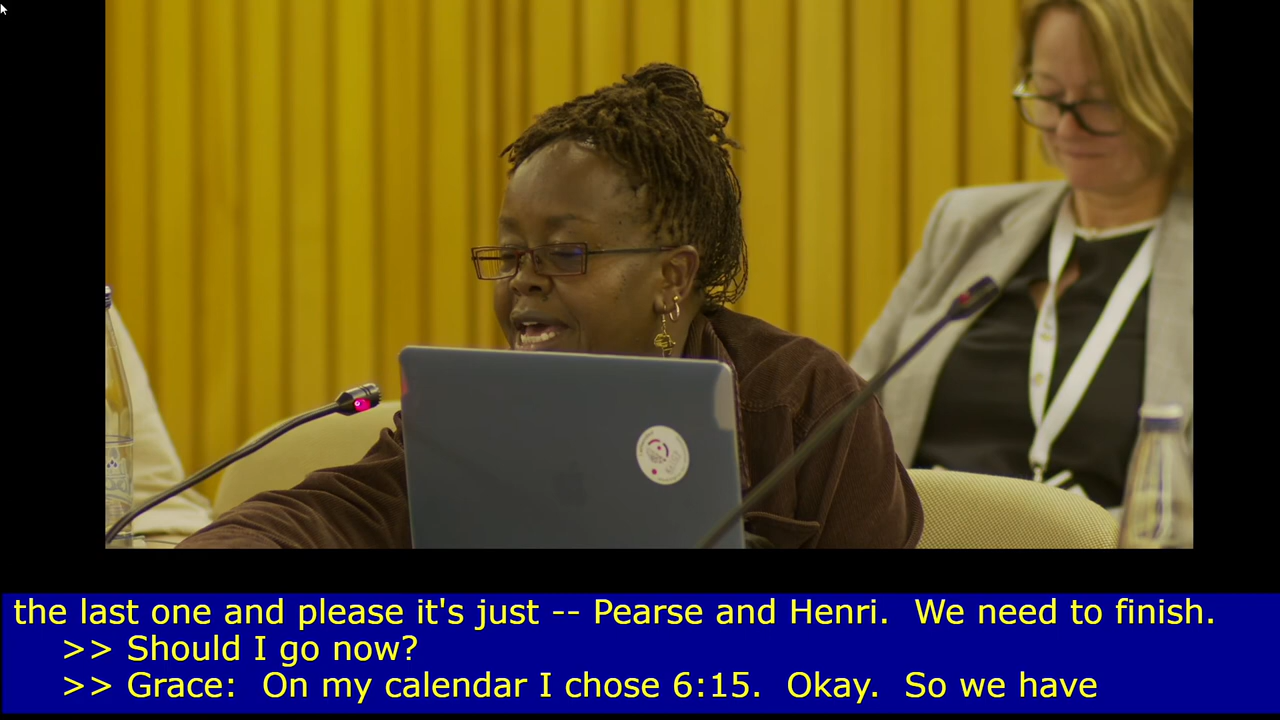 the last one and please it's just -- Pearse and Henri.  We need to finish.
>> Should I go now?
>> Grace:  On my calendar I chose 6:15.  Okay.  So we have